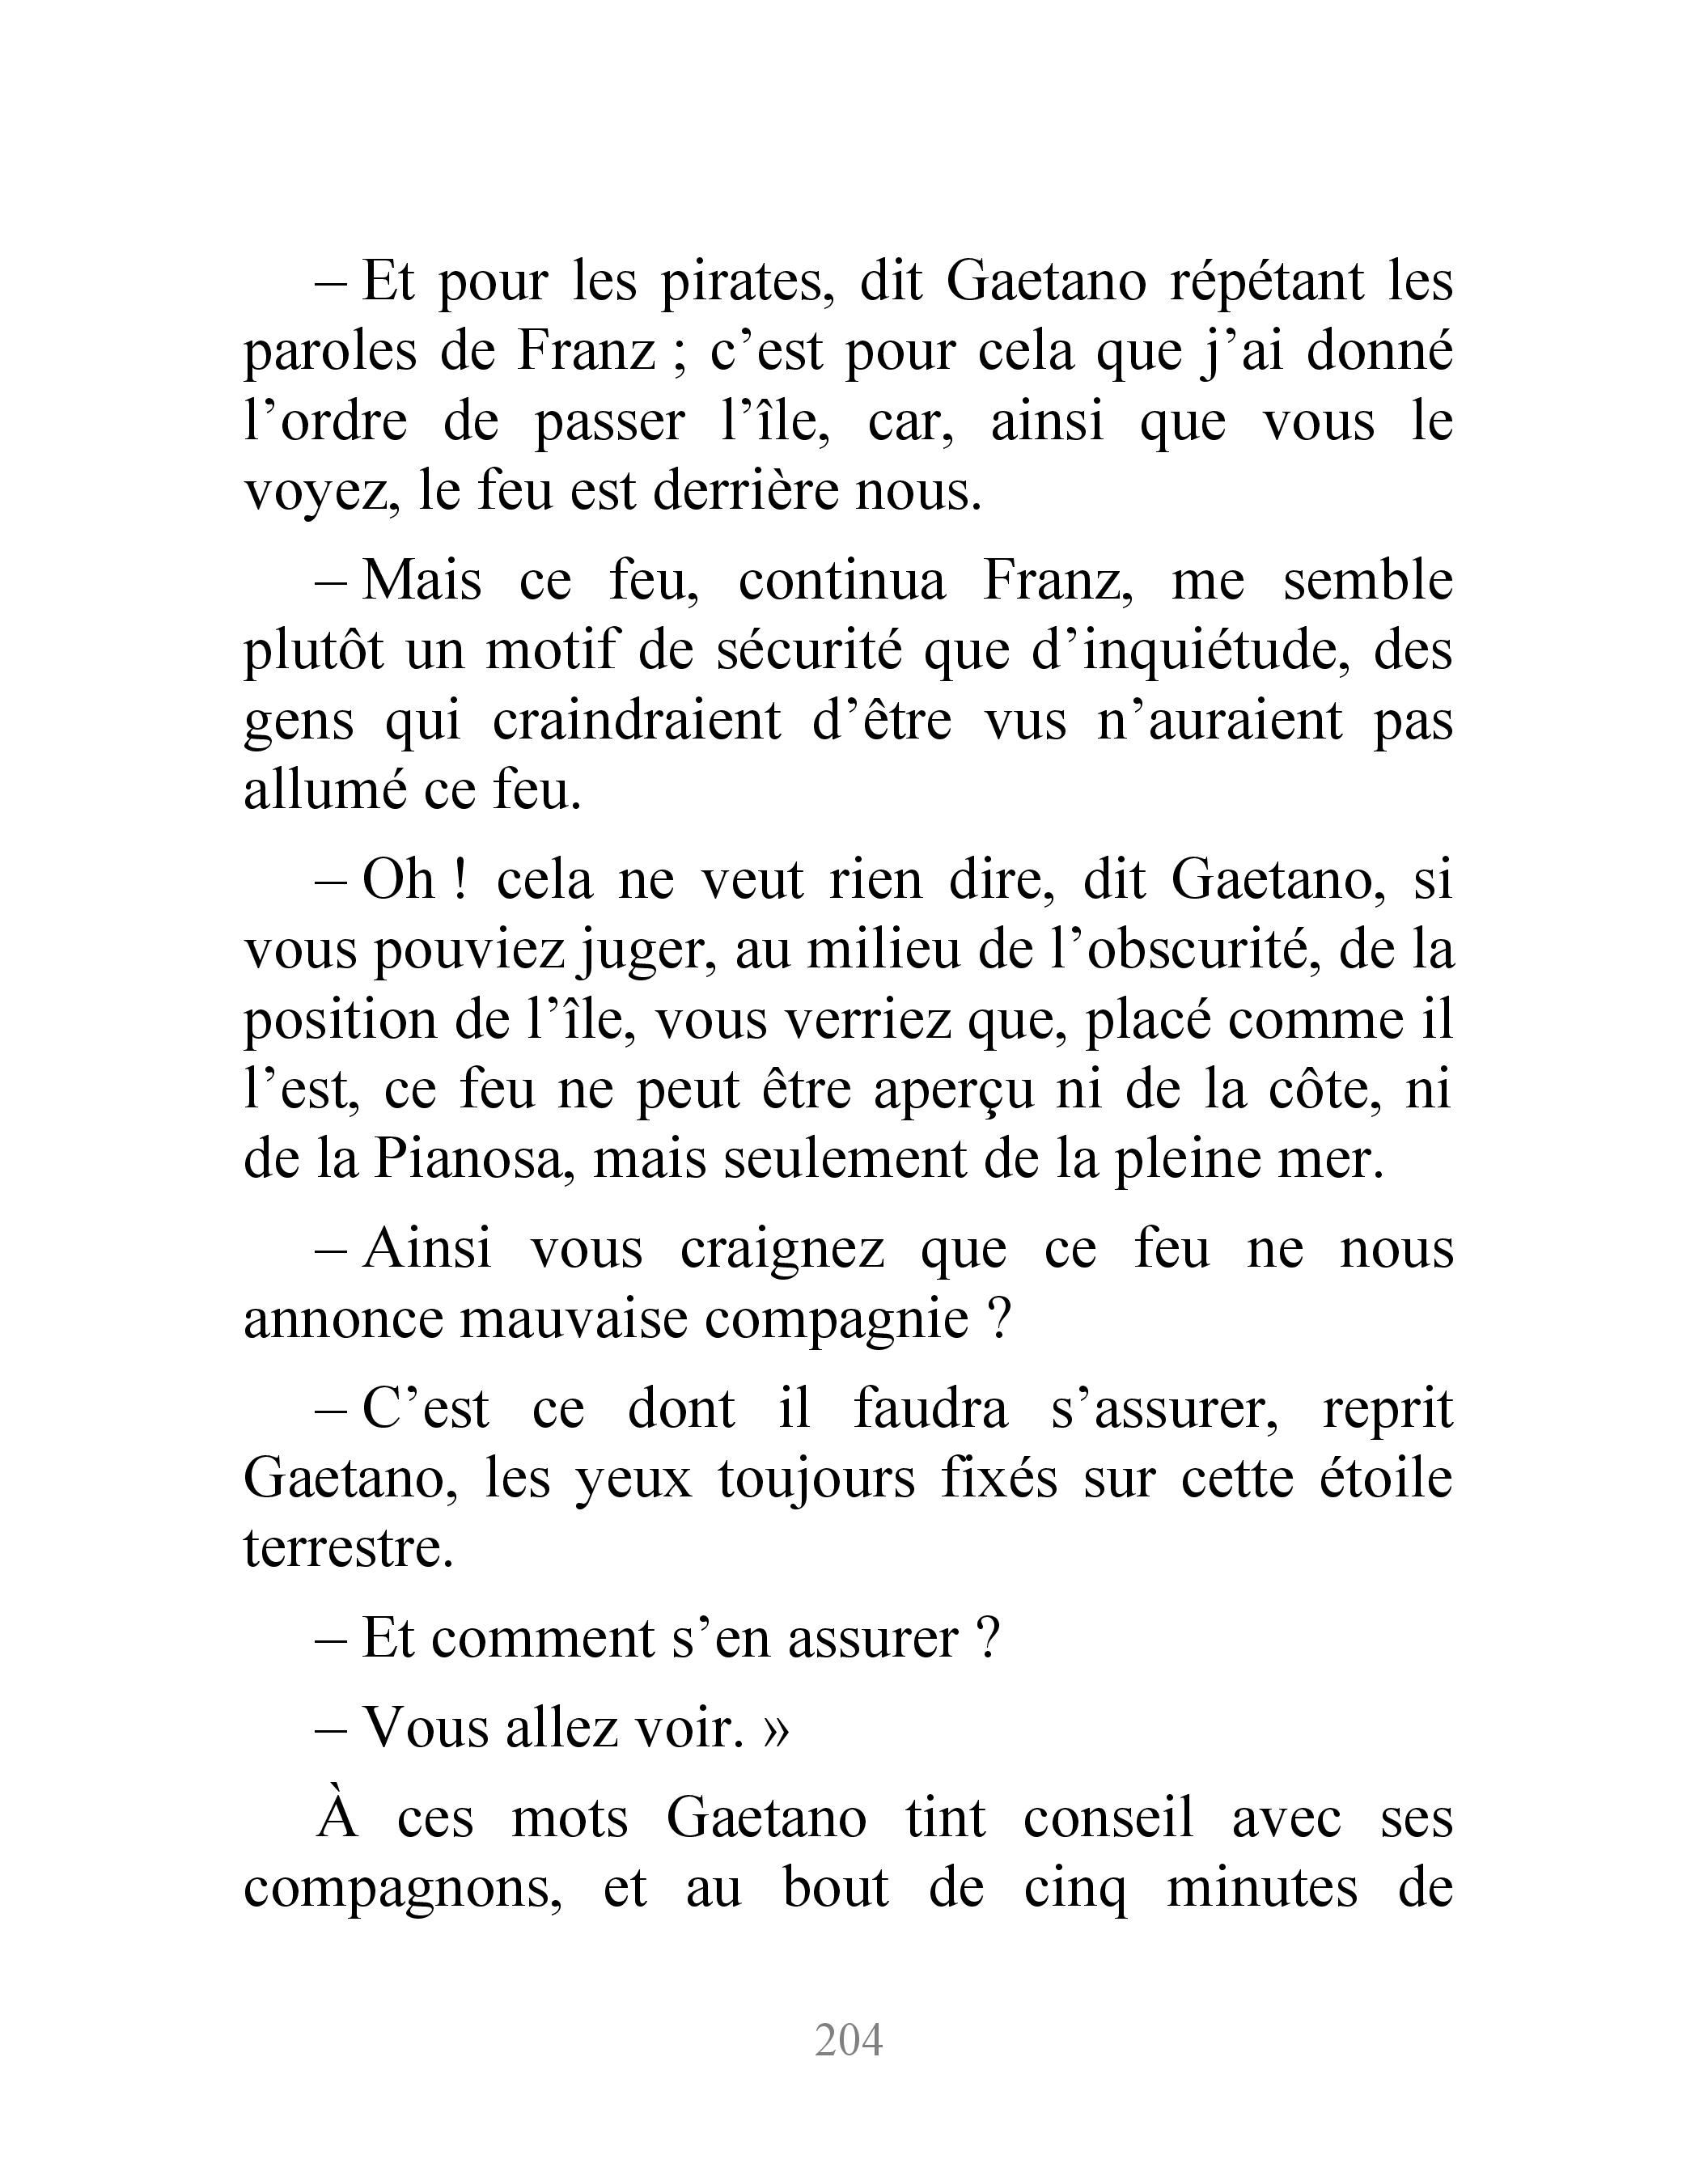 – Et pour les pirates, dit Gaetano répétant les
paroles de Franz ; c’est pour cela que j’ai donné
l’ordre de passer l’île, car, ainsi que vous le
voyez, le feu est derrière nous.
– Mais ce feu, continua Franz, me semble
plutôt un motif de sécurité que d’inquiétude, des
gens qui craindraient d’être vus n’auraient pas
allumé ce feu.
– Oh ! cela ne veut rien dire, dit Gaetano, si
vous pouviez juger, au milieu de l’obscurité, de la
position de l’île, vous verriez que, placé comme il
l’est, ce feu ne peut être aperçu ni de la côte, ni
de la Pianosa, mais seulement de la pleine mer.
– Ainsi vous craignez que ce feu ne nous
annonce mauvaise compagnie ?
– C’est ce dont il faudra s’assurer, reprit
Gaetano, les yeux toujours fixés sur cette étoile
terrestre.
– Et comment s’en assurer ?
– Vous allez voir. »
À ces mots Gaetano tint conseil avec ses
compagnons, et au bout de cinq minutes de
204